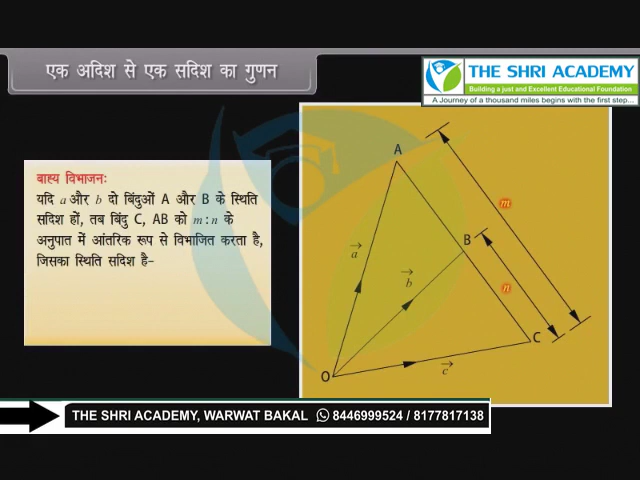 एक अदिश से एक सदिश का गुणन
THE SHRI ACADEMY
Building a just and Excellent Educational Foundation
A Journey of a thousand miles begins with the first step...
बाह्य विभाजनः
यदि a और b दो बिंदुओं A और B के स्थिति
सदिश हों, तब बिंदु C, AB को m : n के
अनुपात में आंतरिक रूप से विभाजित करता है,
जिसका स्थिति सदिश है-
A
m
B
a
b
n
C
O
c
THE SHRI ACADEMY, WARWAT BAKAL 8446999524 / 8177817138